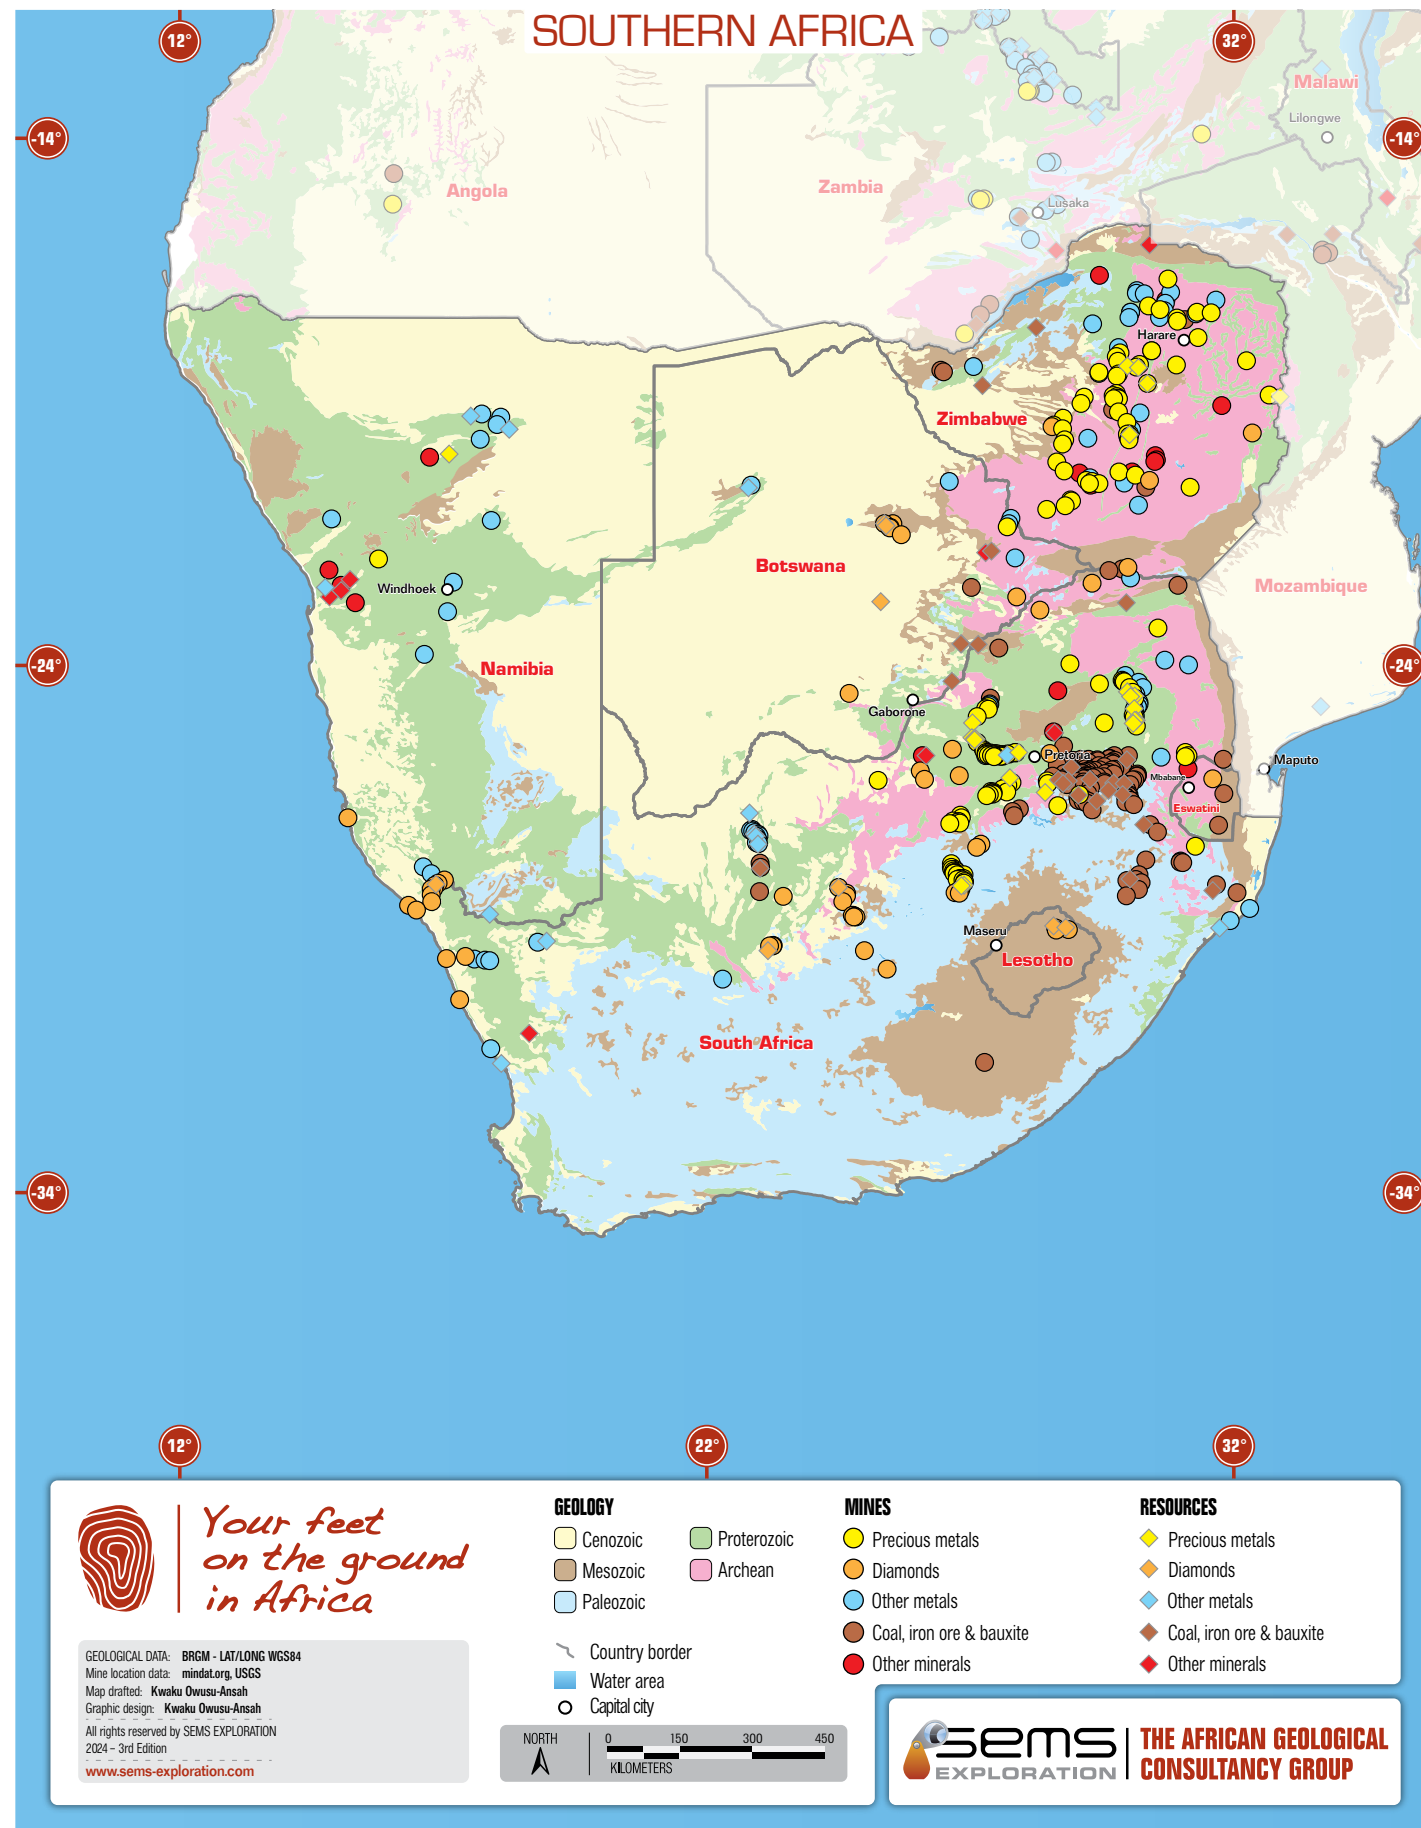 SOUTHERN AFRICA
12°
32°
Malawi
Lilongwe
-14°
-14°
Angola
Zambia
Lusaka
Harare
Zimbabwe
Botswana
Windhoek
Mozambique
-24°
Namibia
-24°
Gaborone
Pretoria
Maputo
Mbabane
Eswatini
Maseru
Lesotho
South Africa
-34°
-34°
12°
22°
32°
Your feet
on the ground
in Africa
GEOLOGICAL DATA: BRGM - LAT/LONG WGS84
Mine location data: mindat.org, USGS
Map drafted: Kwaku Owusu-Ansah
Graphic design: Kwaku Owusu-Ansah
All rights reserved by SEMS EXPLORATION
2024 – 3rd Edition
www.sems-exploration.com
GEOLOGY
Cenozoic
Mesozoic
Paleozoic
Proterozoic
Archean
Country border
Water area
Capital city
NORTH
0 150 300 450
KILOMETERS
MINES
Precious metals
Diamonds
Other metals
Coal, iron ore & bauxite
Other minerals
RESOURCES
Precious metals
Diamonds
Other metals
Coal, iron ore & bauxite
Other minerals
sems
EXPLORATION
THE AFRICAN GEOLOGICAL
CONSULTANCY GROUP